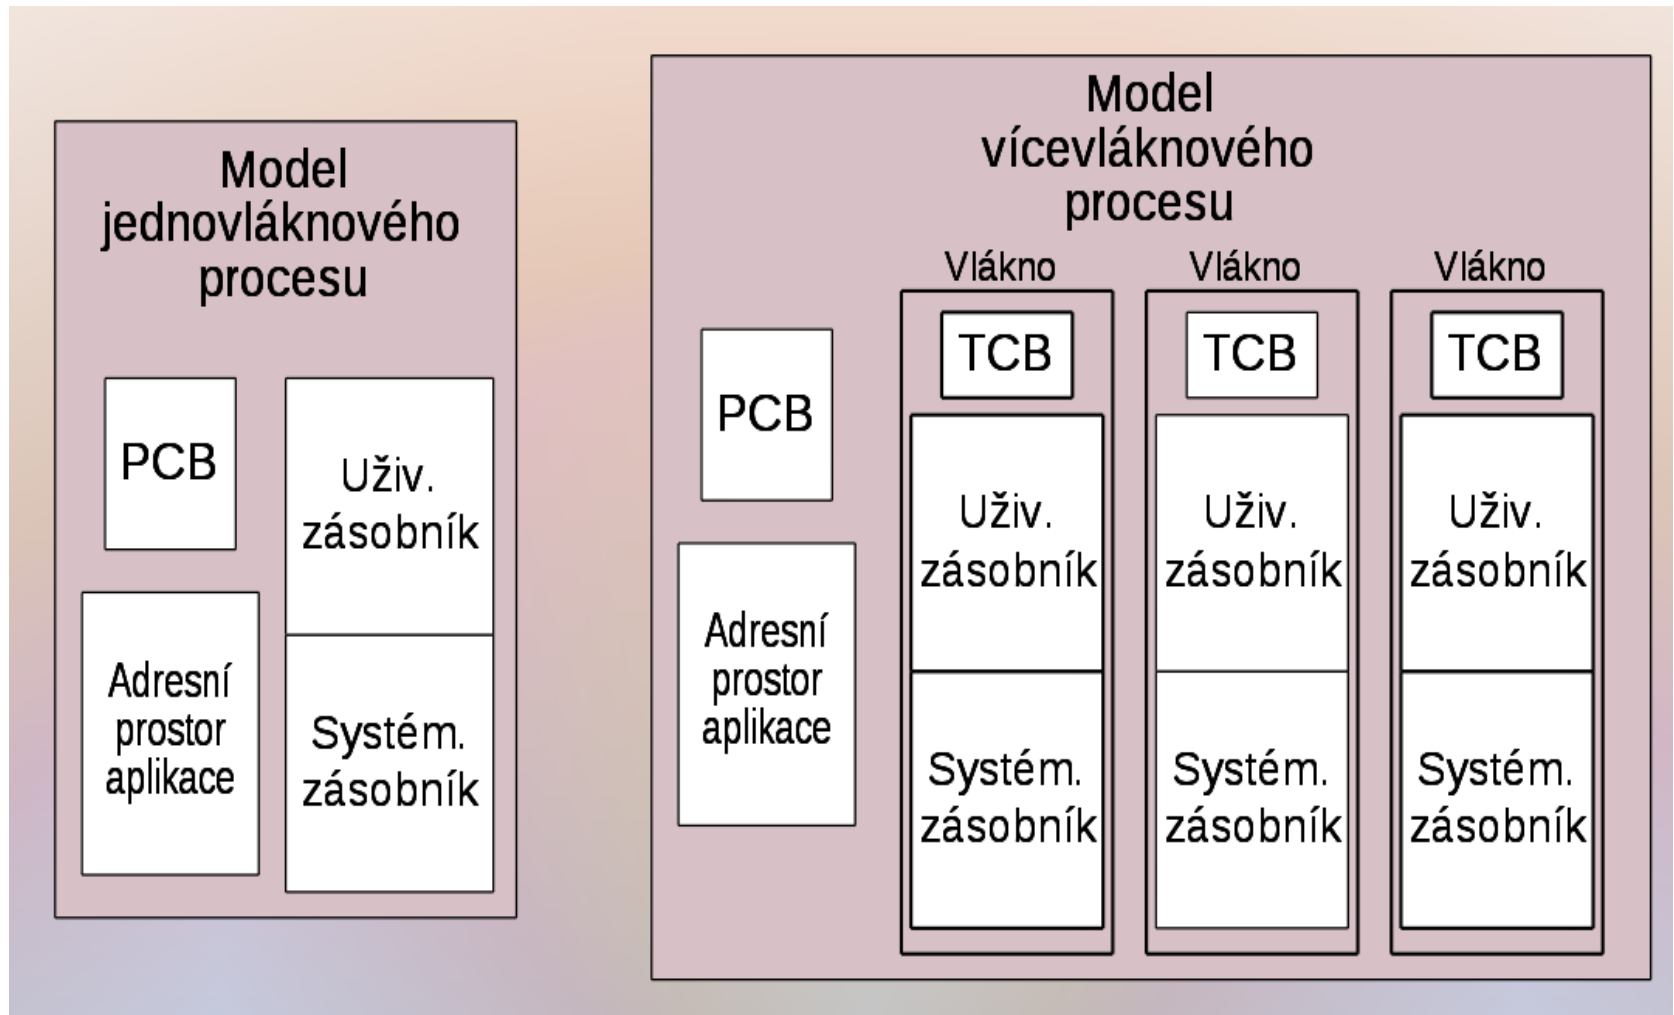 Model
jednovláknového
procesu
PCB
Adresní
prostor
aplikace
Uživ.
zásobník
Systém.
zásobník
Model
vícevláknového
procesu
PCB
Adresní
prostor
aplikace
Vlákno
TCB
Uživ.
zásobník
Systém.
zásobník
Vlákno
TCB
Uživ.
zásobník
Systém.
zásobník
Vlákno
TCB
Uživ.
zásobník
Systém.
zásobník